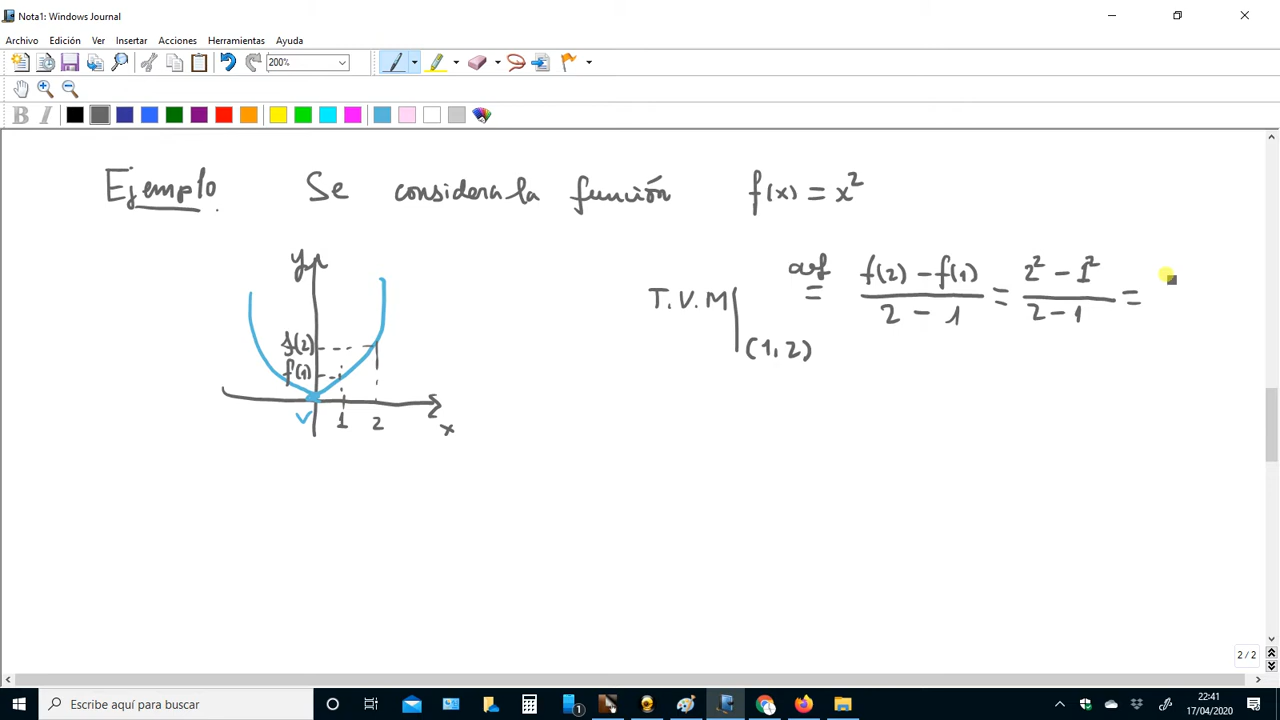 Nota1: Windows Journal
Archivo Edición Ver Insertar Acciones Herramientas Ayuda
200%
B I
Ejemplo. Se considera la función f(x) = x²
T.V.M|(1,2) def = f(2) - f(1) / 2 - 1 = 2² - 1² / 2 - 1 =
y
f(2)
f(1)
V 1 2 x
2 / 2
Escribe aquí para buscar
1
22:41
17/04/2020